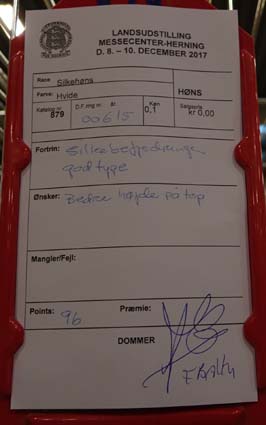 LANDSUDSTILLING
MESSECENTER-HERNING
D. 8. – 10. DECEMBER 2017
Race
Silkehøns
Farve:
Hvide
HØNS
Katalog nr
879
D.F. ring nr. år
00615
Køn
0,1
Salgspris
kr 0,00
Fortrin: Silkebefjedringen
god type
Ønsker: Bedre højde på top
Mangler/Fejl:
Points: 96
Præmie:
DOMMER